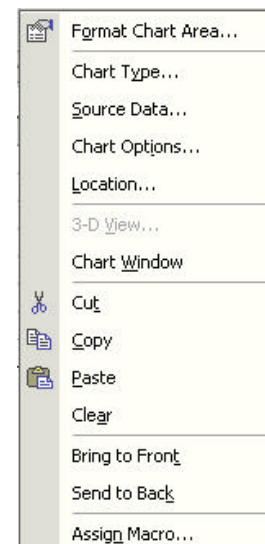 Format Chart Area...
Chart Type...
Source Data...
Chart Options...
Location...
3-D View...
Chart Window
Cut
Copy
Paste
Clear
Bring to Front
Send to Back
Assign Macro...